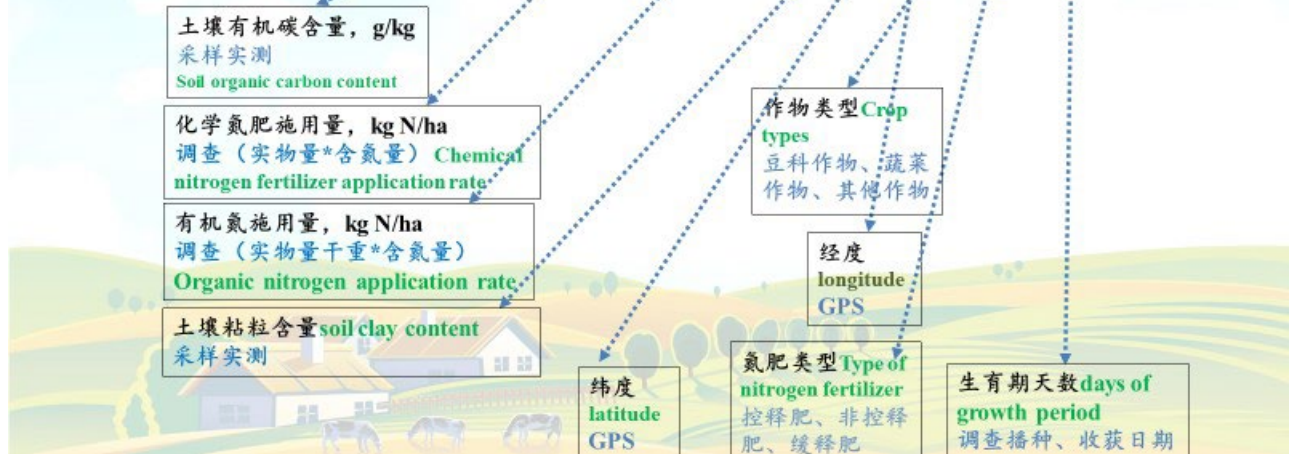 土壤有机碳含量，g/kg
采样实测
Soil organic carbon content
化学氮肥施用量，kg N/ha
调查（实物量*含氮量）Chemical
nitrogen fertilizer application rate
有机氮施用量，kg N/ha
调查（实物量干重*含氮量）
Organic nitrogen application rate
土壤粘粒含量soil clay content
采样实测
作物类型Crop
types
豆科作物、蔬菜
作物、其他作物
经度
longitude
GPS
纬度
latitude
GPS
氮肥类型Type of
nitrogen fertilizer
控释肥、非控释
肥、缓释肥
生育期天数days of
growth period
调查播种、收获日期